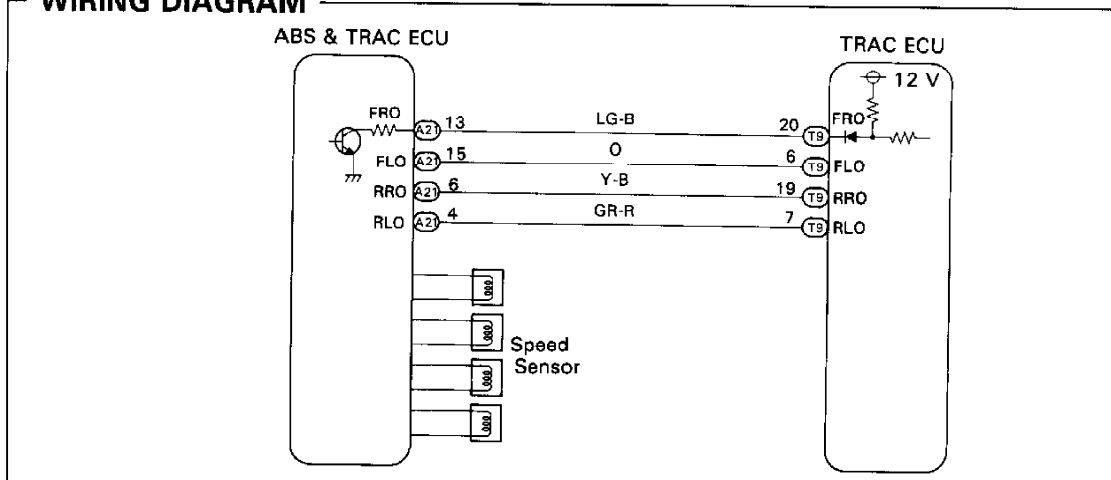 WIRING DIAGRAM
ABS & TRAC ECU
TRAC ECU
12 V
FRO A21 13 LG-B 20 T9 FRO
FLO A21 15 O 6 T9 FLO
RRO A21 6 Y-B 19 T9 RRO
RLO A21 4 GR-R 7 T9 RLO
Speed
Sensor